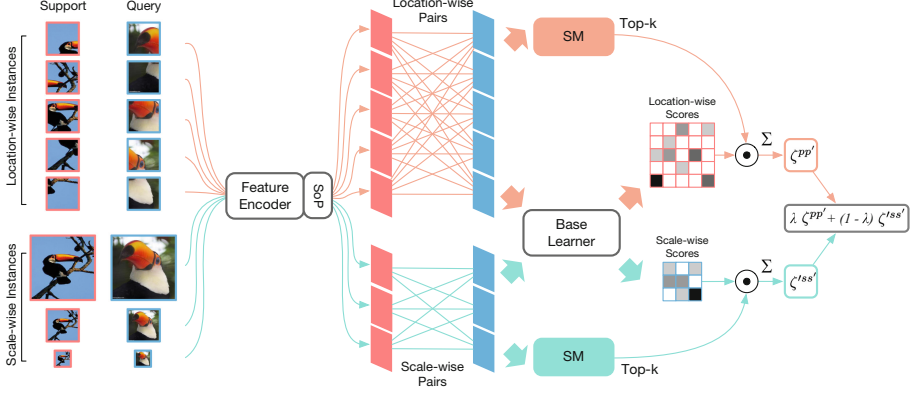 Support
Query
Location-wise Instances
Scale-wise Instances
Feature
Encoder
SoP
Location-wise
Pairs
Scale-wise
Pairs
SM
Top-k
Base
Learner
SM
Top-k
Location-wise
Scores
Scale-wise
Scores
Σ
ζ^{pp'}
Σ
ζ'^{ss'}
λ ζ^{pp'} + (1 - λ) ζ'^{ss'}